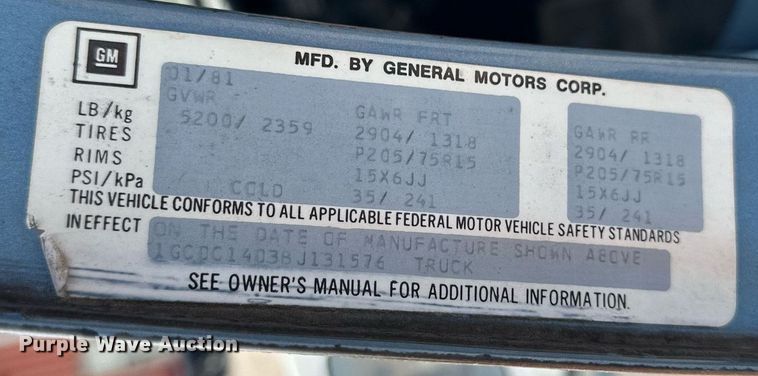 GM
MFD. BY GENERAL MOTORS CORP.
01/81
GVWR GAWR FRT GAWR RR
LB/kg 5200/ 2359 2904/ 1318 2904/ 1318
TIRES P205/75R15 P205/75R15
RIMS 15X6JJ 15X6JJ
PSI/kPa COLD 35/ 241 35/ 241
THIS VEHICLE CONFORMS TO ALL APPLICABLE FEDERAL MOTOR VEHICLE SAFETY STANDARDS
IN EFFECT ON THE DATE OF MANUFACTURE SHOWN ABOVE
1GCDC14D3BJ131576 TRUCK
SEE OWNER'S MANUAL FOR ADDITIONAL INFORMATION.
Purple Wave Auction